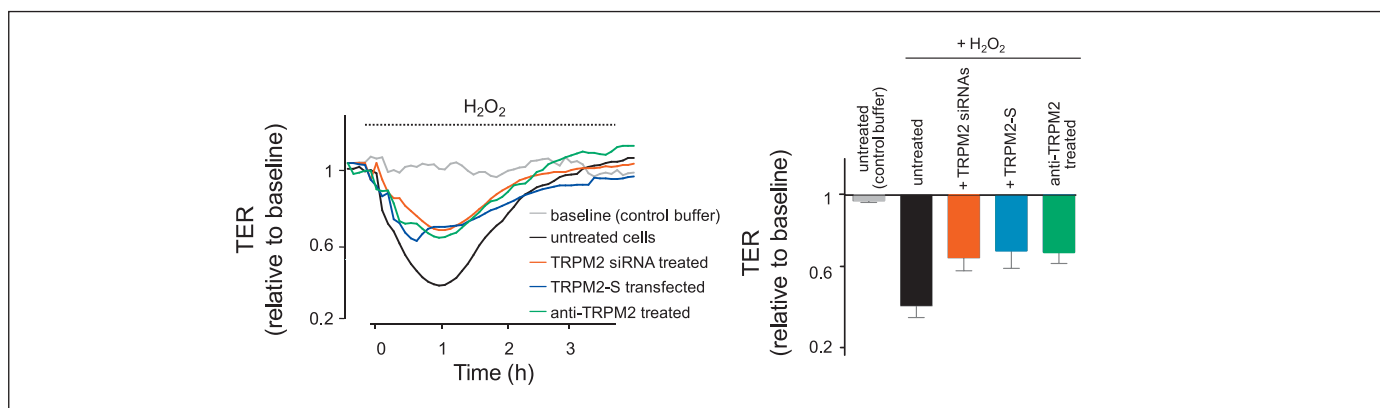 H2O2
TER
(relative to baseline)
1
0.6
0.2
baseline (control buffer)
untreated cells
TRPM2 siRNA treated
TRPM2-S transfected
anti-TRPM2 treated
0 1 2 3
Time (h)
+ H2O2
untreated
(control buffer)
untreated
+ TRPM2 siRNAs
+ TRPM2-S
anti-TRPM2
treated
TER
(relative to baseline)
1
0.6
0.2